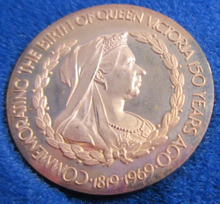 COMMEMORATING THE BIRTH OF QUEEN VICTORIA 150 YEARS AGO
·1819·1969·